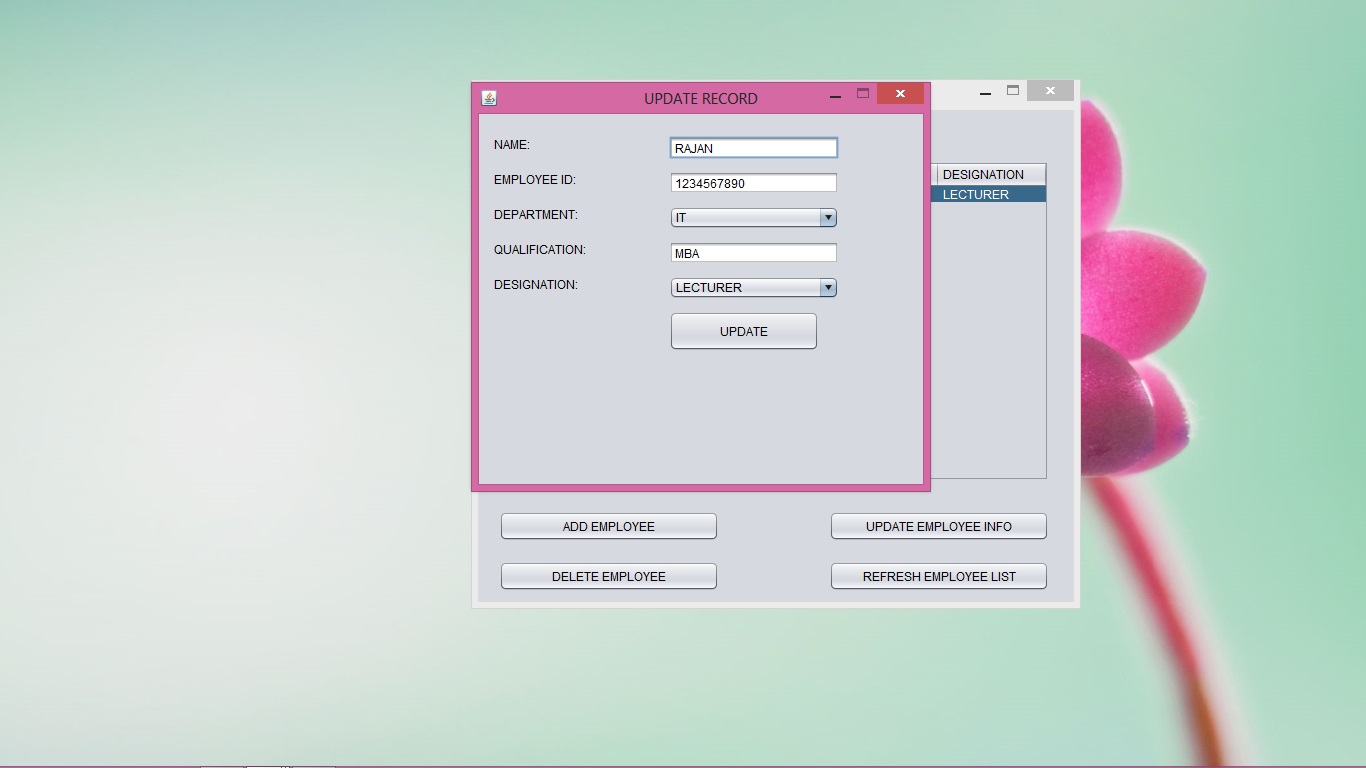 UPDATE RECORD
NAME: RAJAN
EMPLOYEE ID: 1234567890
DEPARTMENT: IT
QUALIFICATION: MBA
DESIGNATION: LECTURER
UPDATE
DESIGNATION
LECTURER
ADD EMPLOYEE UPDATE EMPLOYEE INFO
DELETE EMPLOYEE REFRESH EMPLOYEE LIST